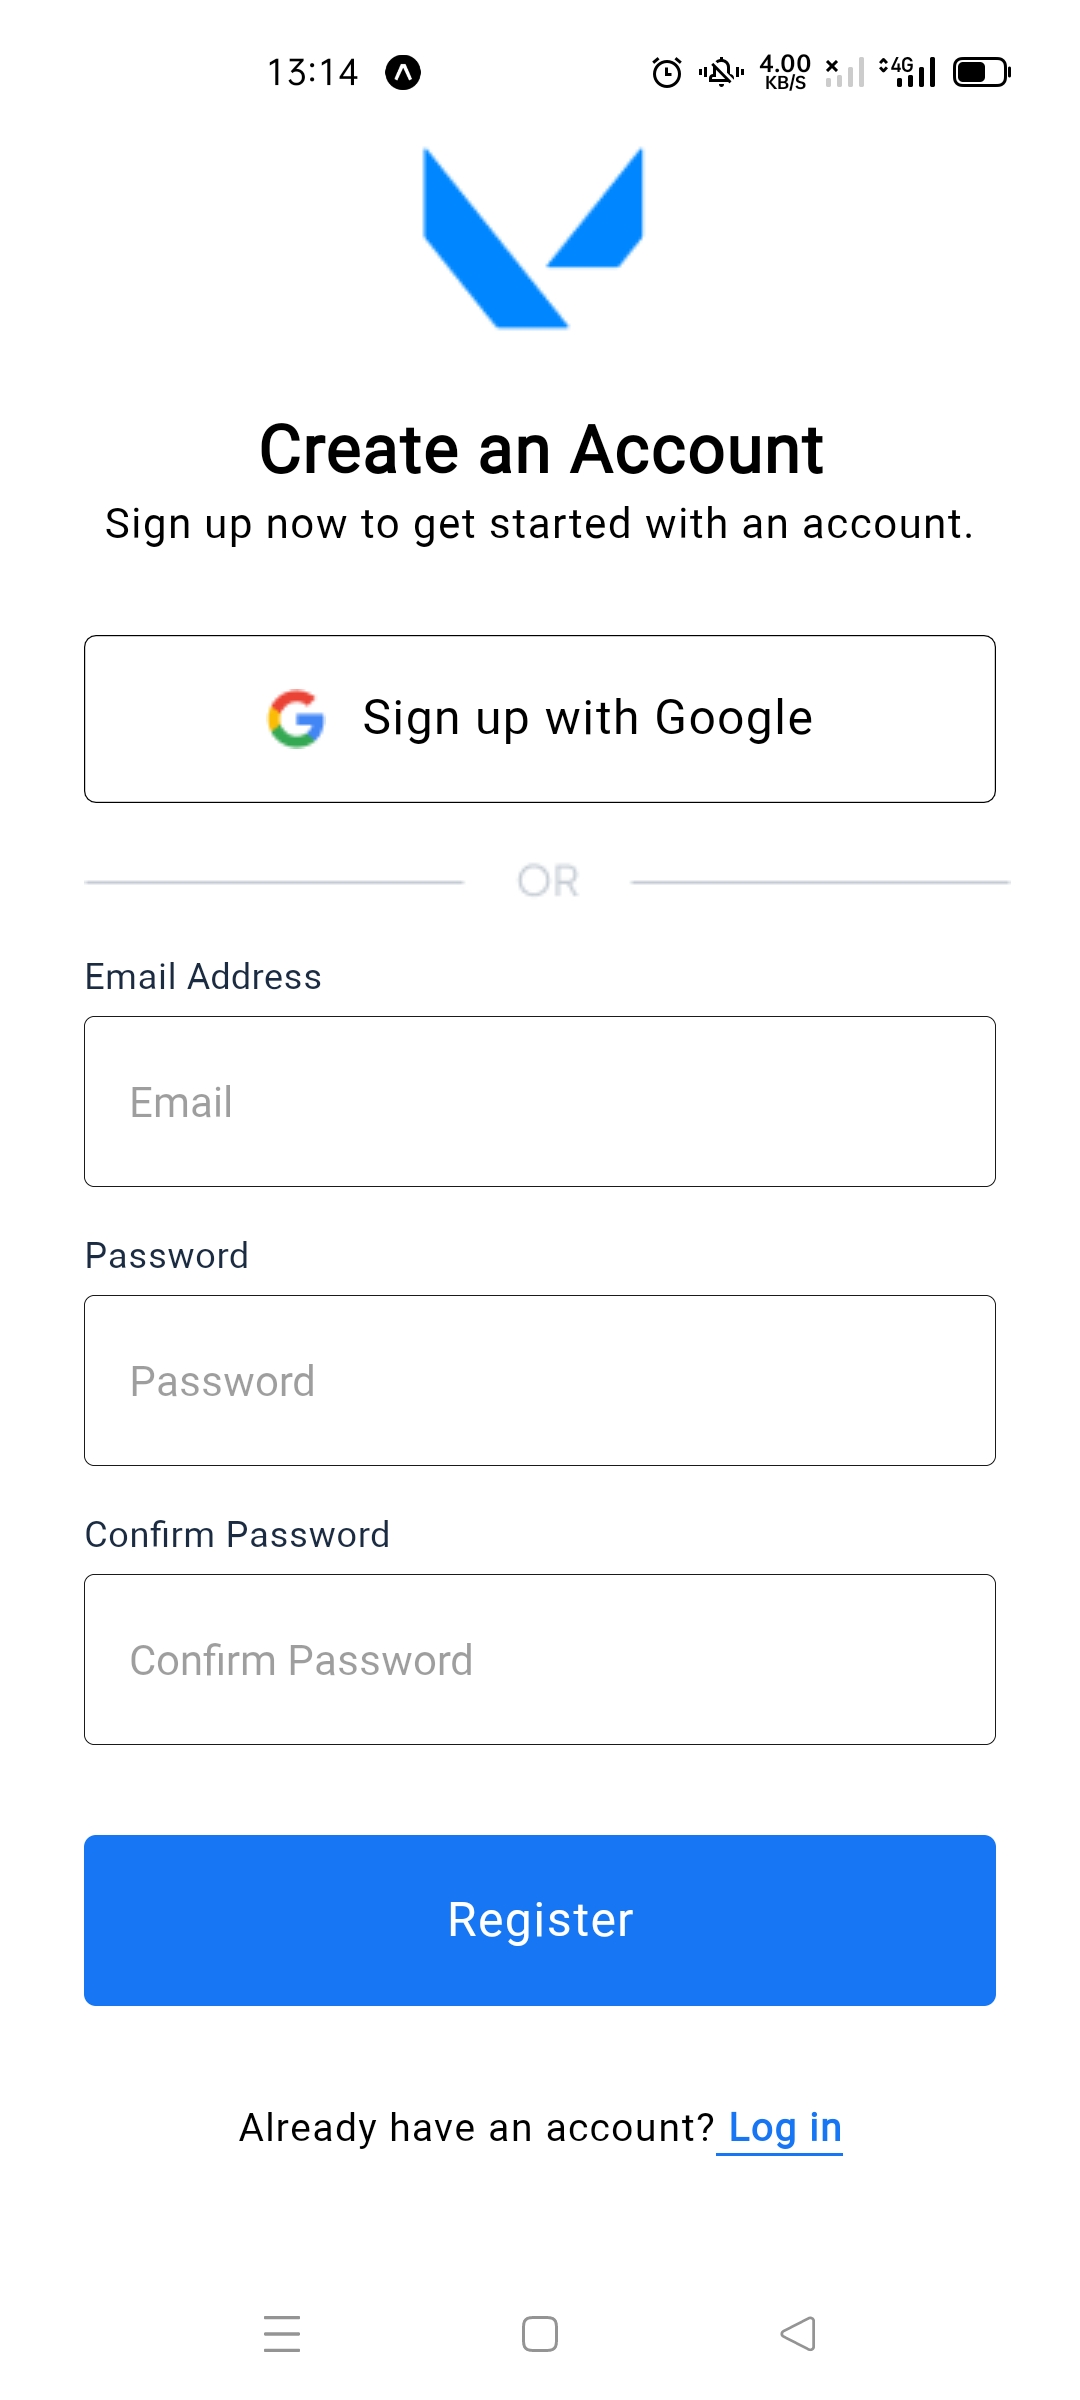 13:14 4.00 KB/S 4G
Create an Account
Sign up now to get started with an account.
Sign up with Google
OR
Email Address
Email
Password
Password
Confirm Password
Confirm Password
Register
Already have an account? Log in